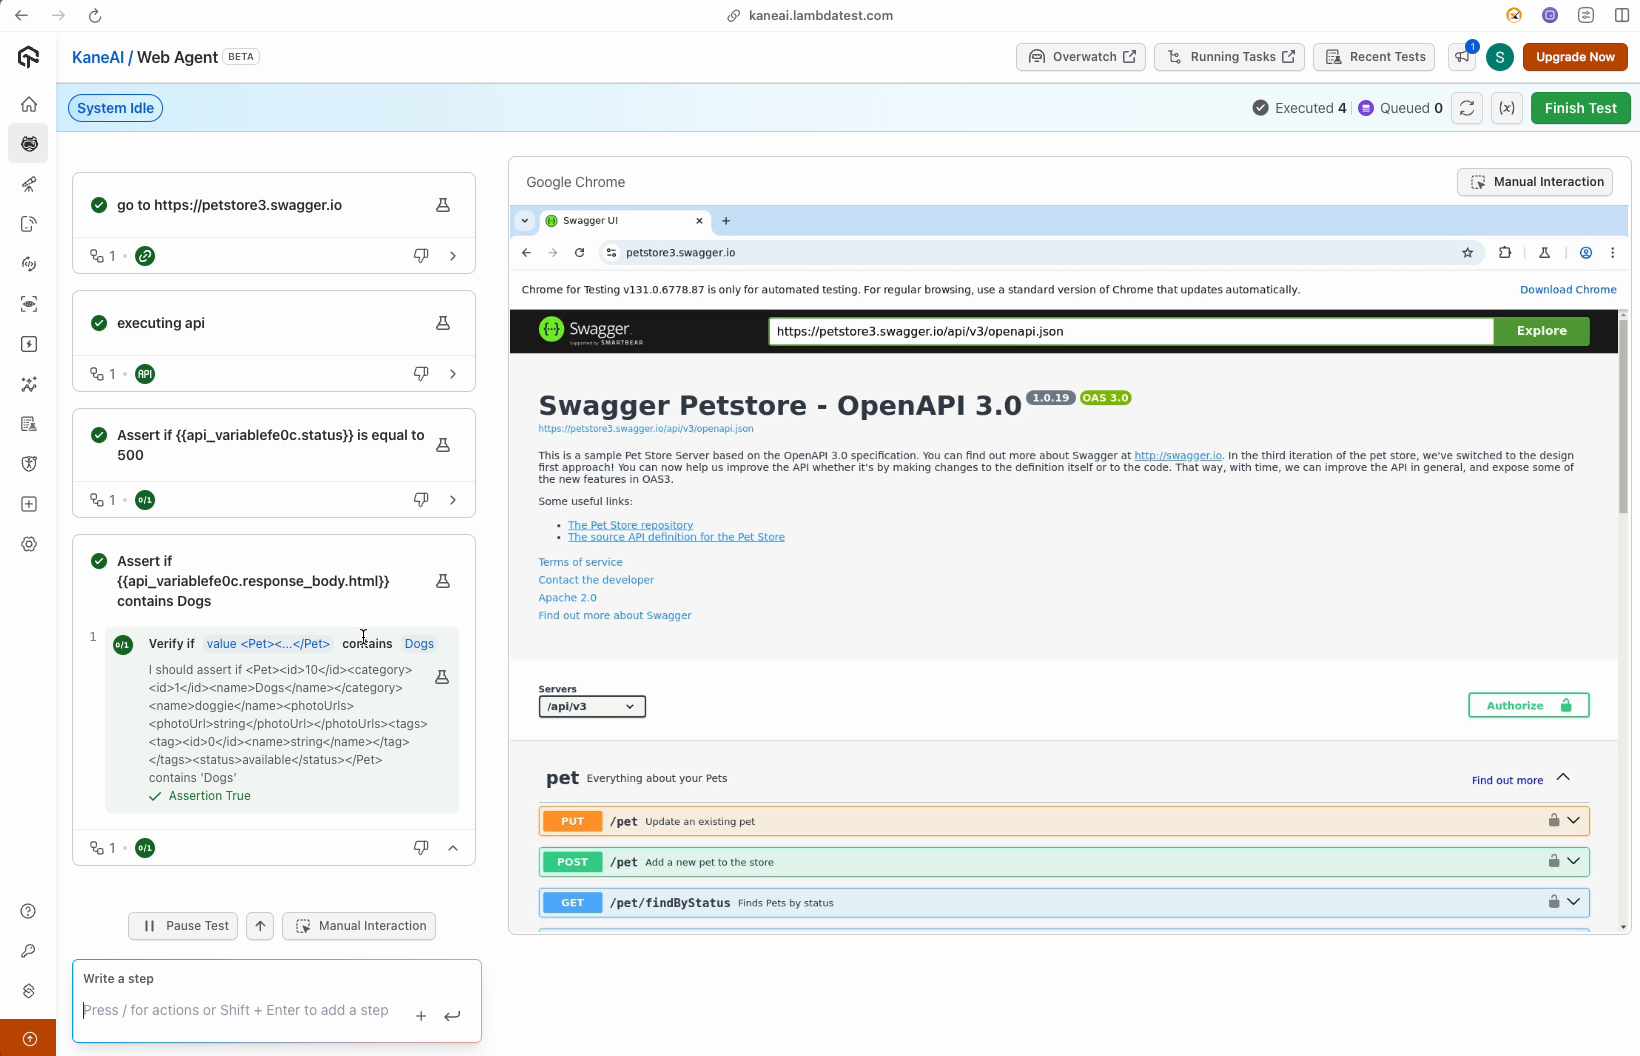 kaneai.lambdatest.com
KaneAI / Web Agent BETA
Overwatch
Running Tasks
Recent Tests
1
S
Upgrade Now
System Idle
Executed 4
Queued 0
(x)
Finish Test
go to https://petstore3.swagger.io
1
executing api
1
API
Assert if {{api_variablefe0c.status}} is equal to
500
1
0/1
Assert if
{{api_variablefe0c.response_body.html}}
contains Dogs
1
0/1
Verify if value <Pet><...</Pet> contains Dogs
I should assert if <Pet><id>10</id><category>
<id>1</id><name>Dogs</name></category>
<name>doggie</name><photoUrls>
<photoUrl>string</photoUrl></photoUrls><tags>
<tag><id>0</id><name>string</name></tag>
</tags><status>available</status></Pet>
contains 'Dogs'
Assertion True
1
0/1
Pause Test
Manual Interaction
Write a step
Press / for actions or Shift + Enter to add a step
Google Chrome
Manual Interaction
Swagger UI
petstore3.swagger.io
Chrome for Testing v131.0.6778.87 is only for automated testing. For regular browsing, use a standard version of Chrome that updates automatically.
Download Chrome
Swagger
supported by SMARTBEAR
https://petstore3.swagger.io/api/v3/openapi.json
Explore
Swagger Petstore - OpenAPI 3.0 1.0.19 OAS 3.0
https://petstore3.swagger.io/api/v3/openapi.json
This is a sample Pet Store Server based on the OpenAPI 3.0 specification. You can find out more about Swagger at http://swagger.io. In the third iteration of the pet store, we've switched to the design
first approach! You can now help us improve the API whether it's by making changes to the definition itself or to the code. That way, with time, we can improve the API in general, and expose some of
the new features in OAS3.
Some useful links:
• The Pet Store repository
• The source API definition for the Pet Store
Terms of service
Contact the developer
Apache 2.0
Find out more about Swagger
Servers
/api/v3
Authorize
pet Everything about your Pets
Find out more
PUT /pet Update an existing pet
POST /pet Add a new pet to the store
GET /pet/findByStatus Finds Pets by status